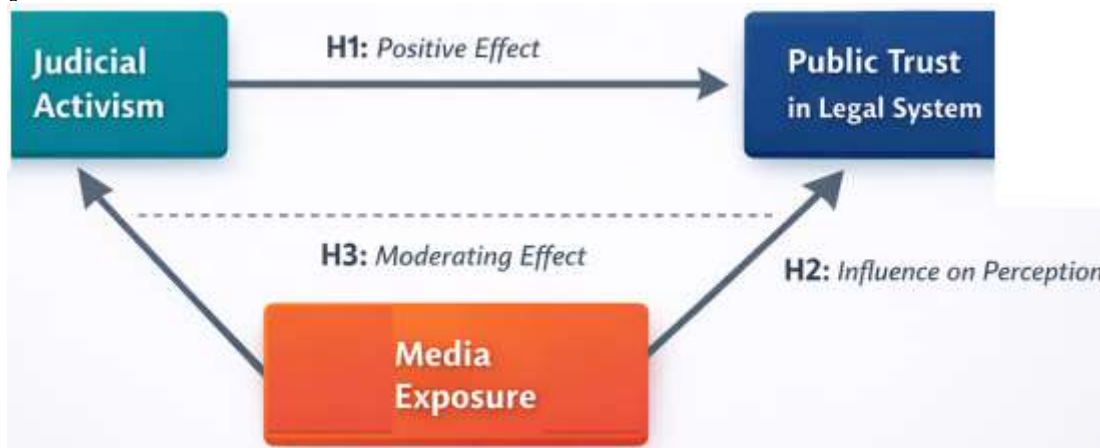 Judicial
Activism
H1: Positive Effect
Public Trust
in Legal System
H3: Moderating Effect
H2: Influence on Perception
Media
Exposure